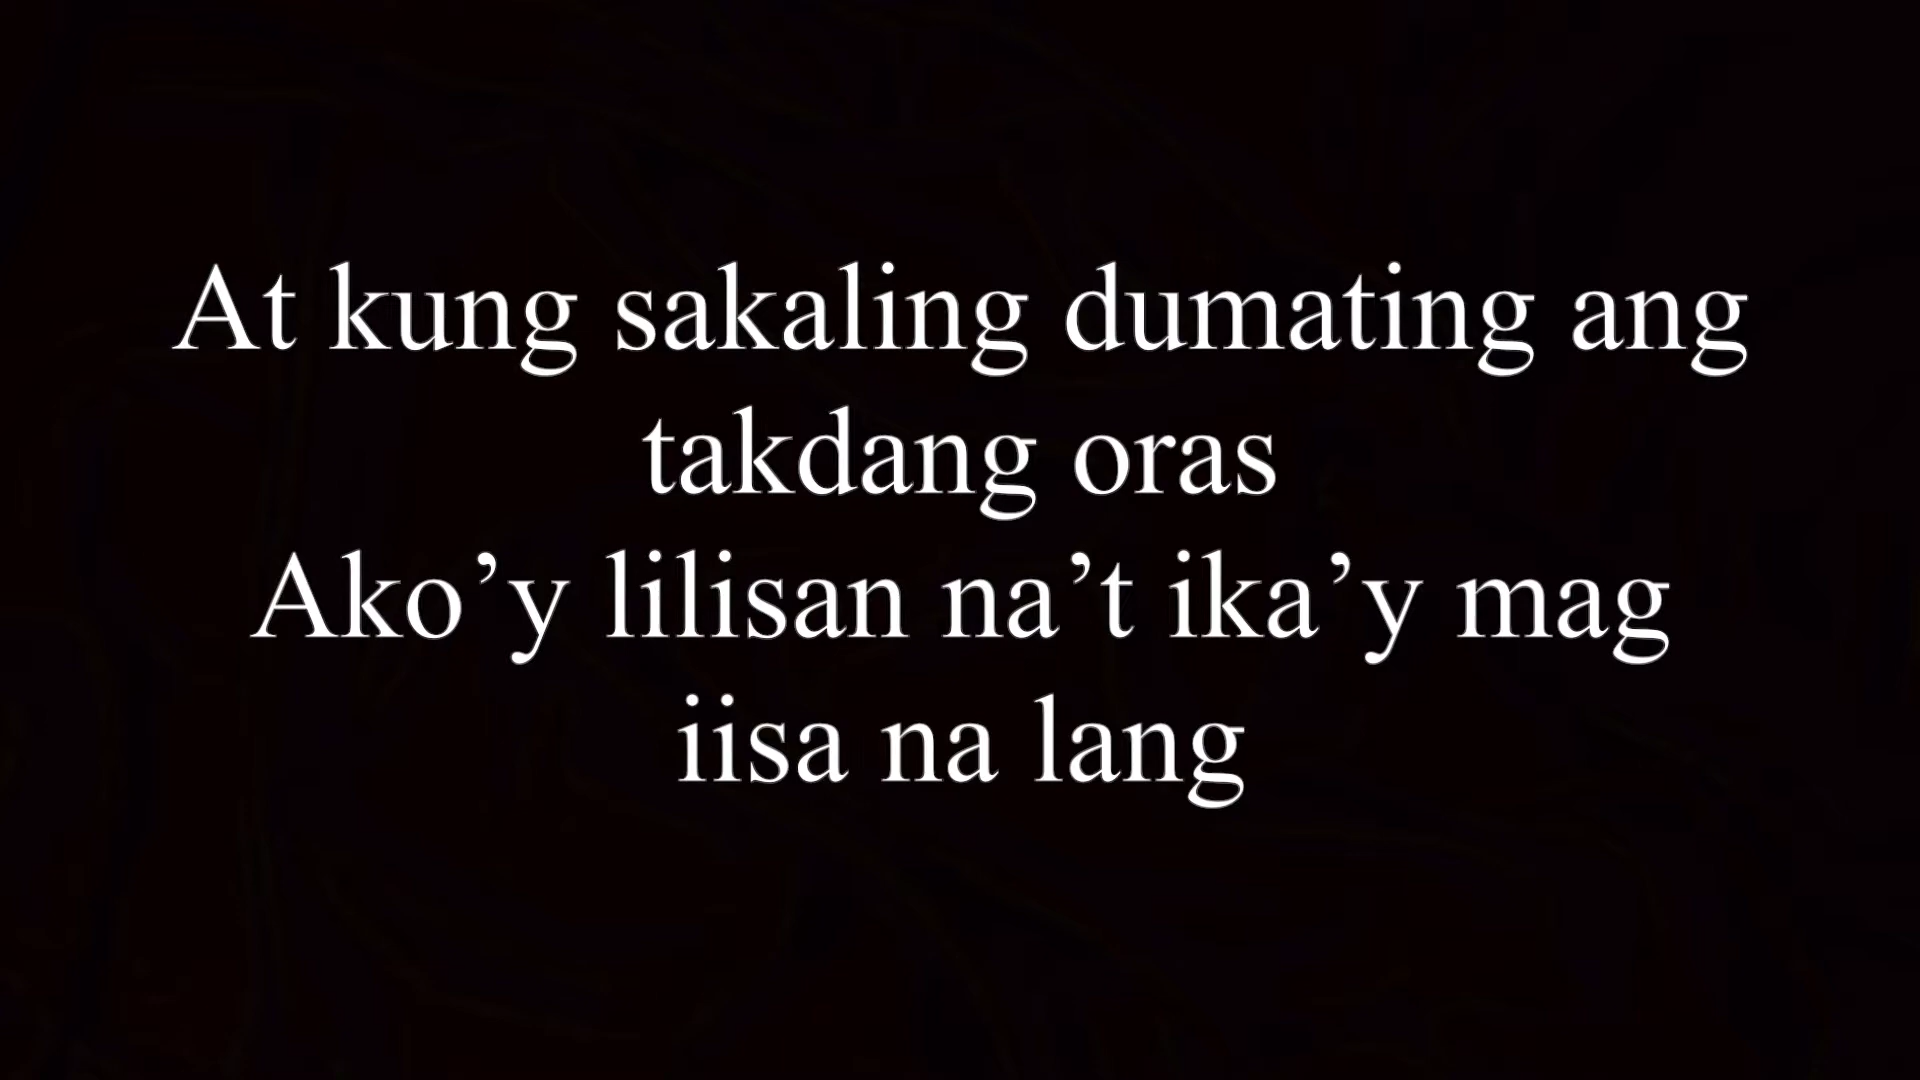 At kung sakaling dumating ang
takdang oras
Ako’y lilisan na’t ika’y mag
iisa na lang